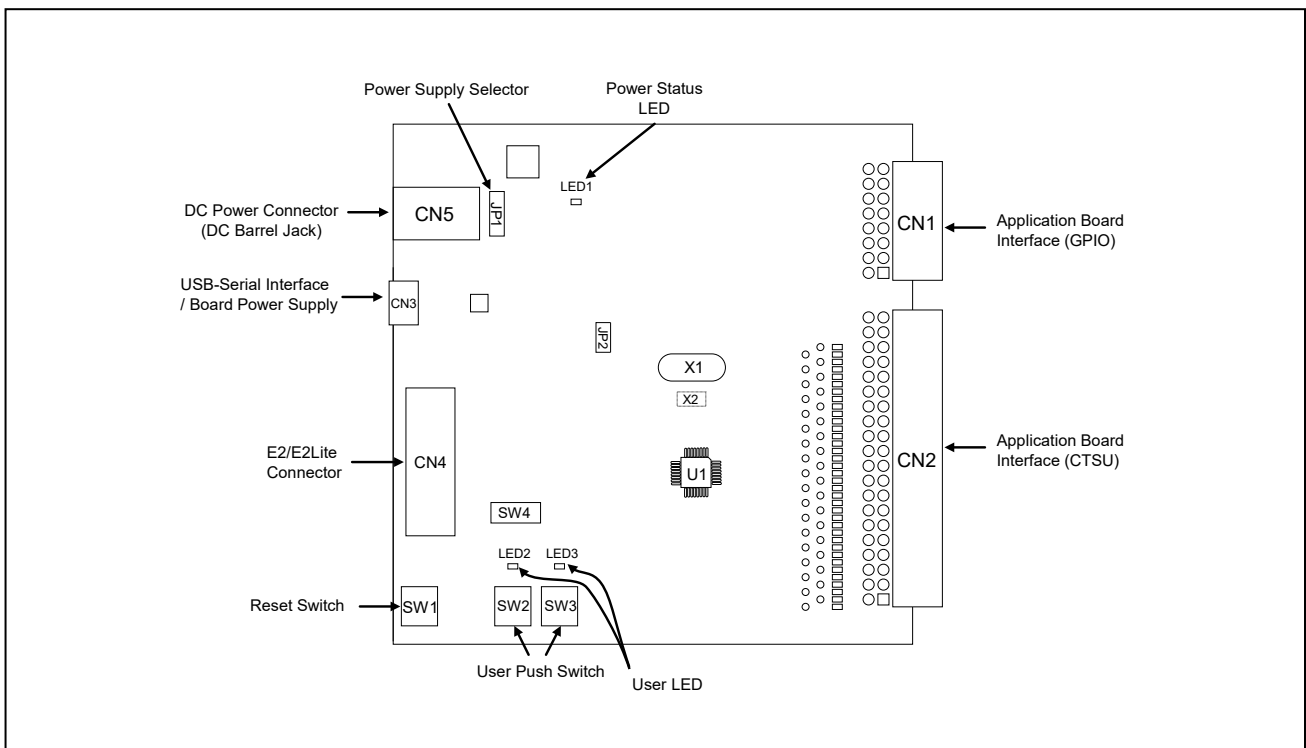 Power Supply Selector
Power Status
LED
LED1
DC Power Connector
(DC Barrel Jack)
CN5
JP1
CN1
Application Board
Interface (GPIO)
USB-Serial Interface
/ Board Power Supply
CN3
JP2
X1
X2
E2/E2Lite
Connector
CN4
U1
CN2
Application Board
Interface (CTSU)
SW4
LED2
LED3
Reset Switch
SW1
SW2
SW3
User Push Switch
User LED